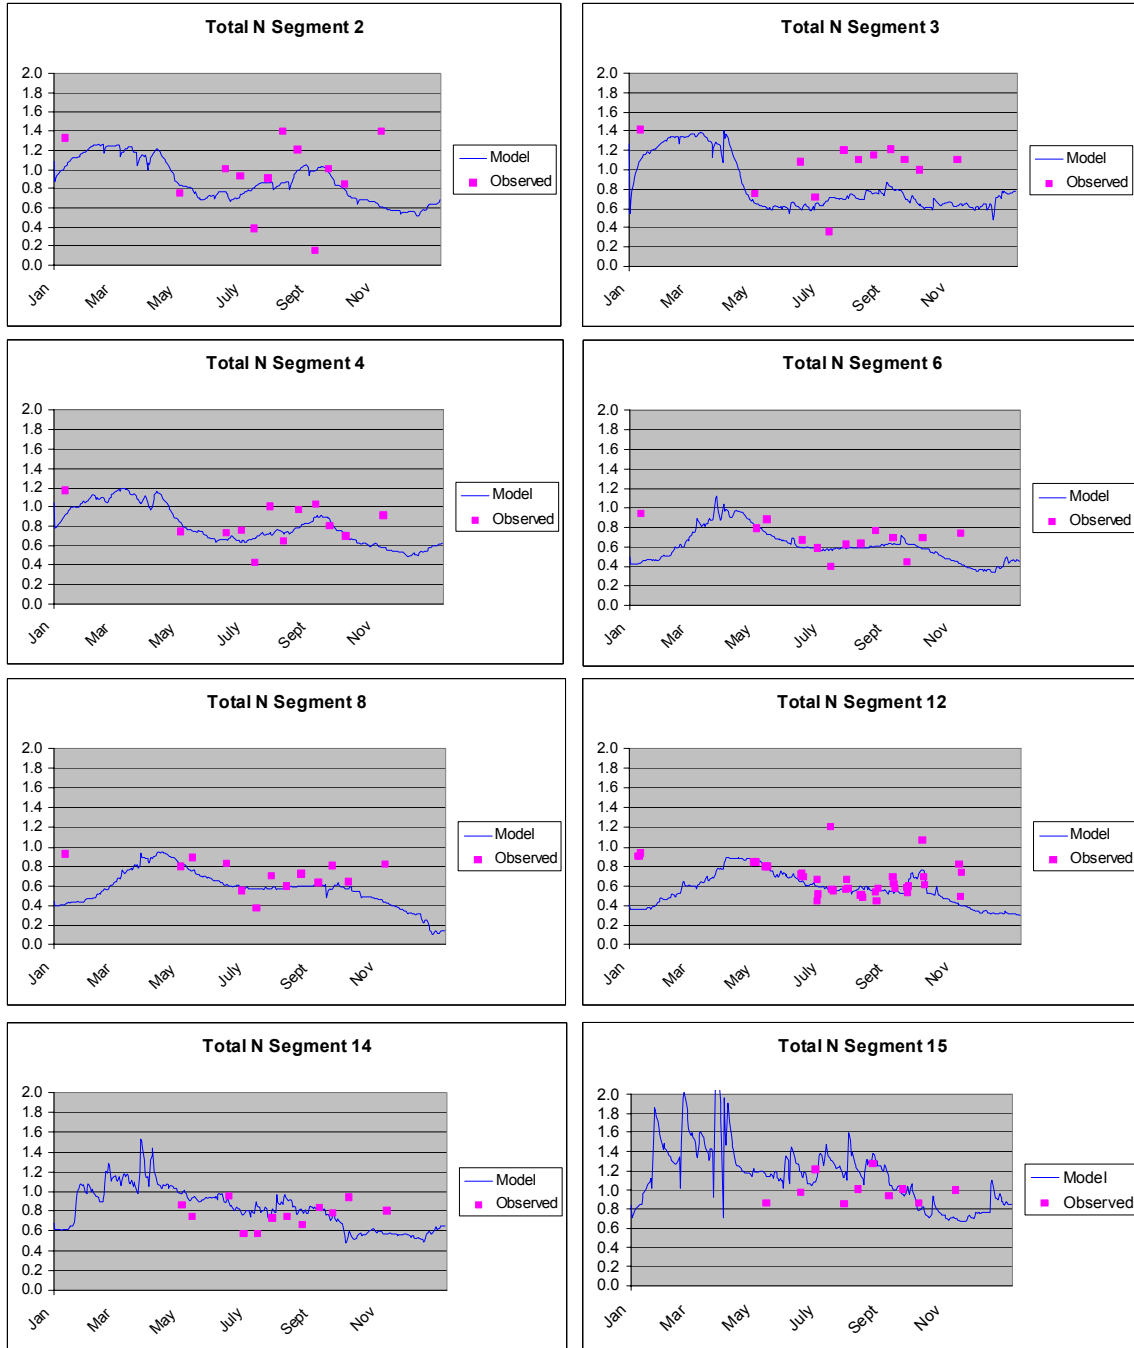 Total N Segment 2
2.0
1.8
1.6
1.4
1.2
1.0
0.8
0.6
0.4
0.2
0.0
Jan
Mar
May
July
Sept
Nov
Model
Observed
Total N Segment 3
2.0
1.8
1.6
1.4
1.2
1.0
0.8
0.6
0.4
0.2
0.0
Jan
Mar
May
July
Sept
Nov
Model
Observed
Total N Segment 4
2.0
1.8
1.6
1.4
1.2
1.0
0.8
0.6
0.4
0.2
0.0
Jan
Mar
May
July
Sept
Nov
Model
Observed
Total N Segment 6
2.0
1.8
1.6
1.4
1.2
1.0
0.8
0.6
0.4
0.2
0.0
Jan
Mar
May
July
Sept
Nov
Model
Observed
Total N Segment 8
2.0
1.8
1.6
1.4
1.2
1.0
0.8
0.6
0.4
0.2
0.0
Jan
Mar
May
July
Sept
Nov
Model
Observed
Total N Segment 12
2.0
1.8
1.6
1.4
1.2
1.0
0.8
0.6
0.4
0.2
0.0
Jan
Mar
May
July
Sept
Nov
Model
Observed
Total N Segment 14
2.0
1.8
1.6
1.4
1.2
1.0
0.8
0.6
0.4
0.2
0.0
Jan
Mar
May
July
Sept
Nov
Model
Observed
Total N Segment 15
2.0
1.8
1.6
1.4
1.2
1.0
0.8
0.6
0.4
0.2
0.0
Jan
Mar
May
July
Sept
Nov
Model
Observed